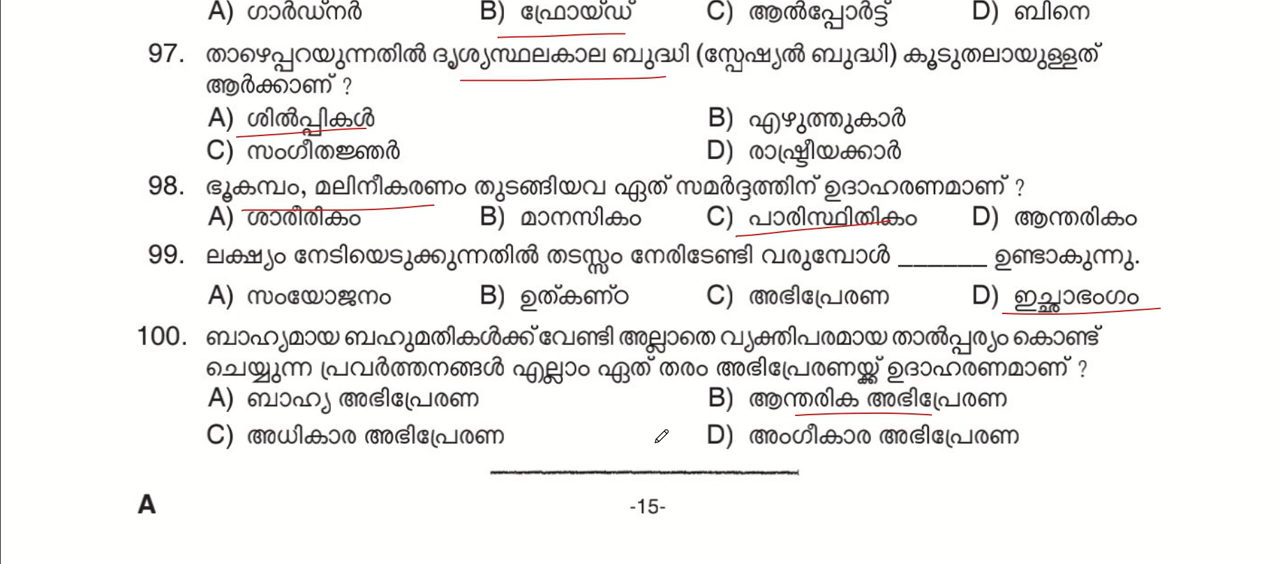 A) ഗാർഡ്നർ B) ഫ്രോയ്ഡ് C) ആൽപ്പോർട്ട് D) ബിനെ
97. താഴെപ്പറയുന്നതിൽ ദൃശ്യസ്ഥലകാല ബുദ്ധി (സ്പേഷ്യൽ ബുദ്ധി) കൂടുതലായുള്ളത്
ആർക്കാണ് ?
A) ശിൽപ്പികൾ B) എഴുത്തുകാർ
C) സംഗീതജ്ഞർ D) രാഷ്ട്രീയക്കാർ
98. ഭൂകമ്പം, മലിനീകരണം തുടങ്ങിയവ ഏത് സമർദ്ദത്തിന് ഉദാഹരണമാണ് ?
A) ശാരീരികം B) മാനസികം C) പാരിസ്ഥിതികം D) ആന്തരികം
99. ലക്ഷ്യം നേടിയെടുക്കുന്നതിൽ തടസ്സം നേരിടേണ്ടി വരുമ്പോൾ ______ ഉണ്ടാകുന്നു.
A) സംയോജനം B) ഉത്കണ്ഠ C) അഭിപ്രേരണ D) ഇച്ഛാഭംഗം
100. ബാഹ്യമായ ബഹുമതികൾക്ക് വേണ്ടി അല്ലാതെ വ്യക്തിപരമായ താൽപ്പര്യം കൊണ്ട്
ചെയ്യുന്ന പ്രവർത്തനങ്ങൾ എല്ലാം ഏത് തരം അഭിപ്രേരണയ്ക്ക് ഉദാഹരണമാണ് ?
A) ബാഹ്യ അഭിപ്രേരണ B) ആന്തരിക അഭിപ്രേരണ
C) അധികാര അഭിപ്രേരണ D) അംഗീകാര അഭിപ്രേരണ
A -15-